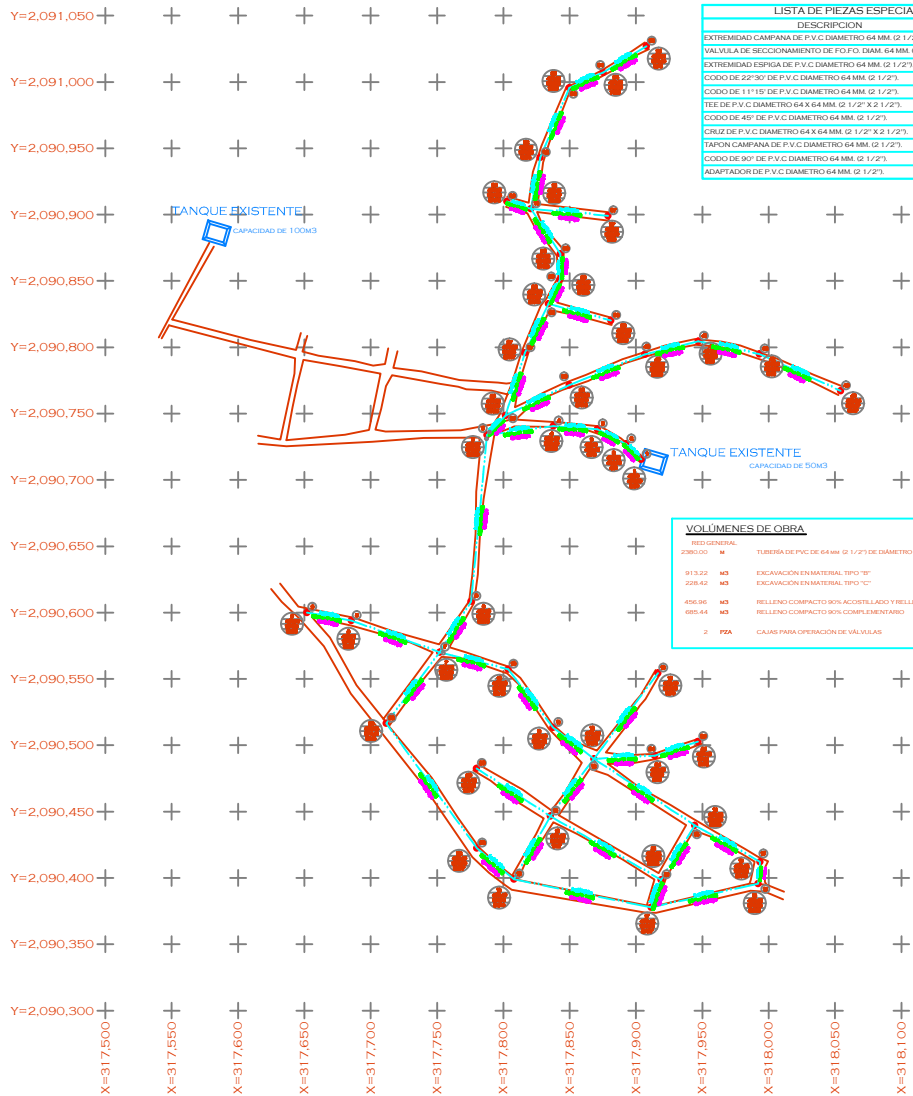 LISTA DE PIEZAS ESPECIA
DESCRIPCION
EXTREMIDAD CAMPANA DE P.V.C DIAMETRO 64 MM. (2 1/2
VALVULA DE SECCIONAMIENTO DE FO.FO. DIAM. 64 MM. (
EXTREMIDAD ESPIGA DE P.V.C DIAMETRO 64 MM. (2 1/2")
CODO DE 22°30' DE P.V.C DIAMETRO 64 MM. (2 1/2").
CODO DE 11°15' DE P.V.C DIAMETRO 64 MM. (2 1/2").
TEE DE P.V.C DIAMETRO 64 X 64 MM. (2 1/2" X 2 1/2").
CODO DE 45° DE P.V.C DIAMETRO 64 MM. (2 1/2").
CRUZ DE P.V.C DIAMETRO 64 X 64 MM. (2 1/2" X 2 1/2").
TAPON CAMPANA DE P.V.C DIAMETRO 64 MM. (2 1/2").
CODO DE 90° DE P.V.C DIAMETRO 64 MM. (2 1/2").
ADAPTADOR DE P.V.C DIAMETRO 64 MM. (2 1/2").
TANQUE EXISTENTE
CAPACIDAD DE 100M3
TANQUE EXISTENTE
CAPACIDAD DE 50M3
VOLÚMENES DE OBRA
RED GENERAL
2380.00 M TUBERÍA DE PVC DE 64 MM (2 1/2") DE DIÁMETRO
913.22 M3 EXCAVACIÓN EN MATERIAL TIPO "B"
228.42 M3 EXCAVACIÓN EN MATERIAL TIPO "C"
456.96 M3 RELLENO COMPACTO 90% ACOSTILLADO Y RELLE
685.44 M3 RELLENO COMPACTO 90% COMPLEMENTARIO
2 PZA CAJAS PARA OPERACIÓN DE VÁLVULAS
Y=2,091,050
Y=2,091,000
Y=2,090,950
Y=2,090,900
Y=2,090,850
Y=2,090,800
Y=2,090,750
Y=2,090,700
Y=2,090,650
Y=2,090,600
Y=2,090,550
Y=2,090,500
Y=2,090,450
Y=2,090,400
Y=2,090,350
Y=2,090,300
X=317,500
X=317,550
X=317,600
X=317,650
X=317,700
X=317,750
X=317,800
X=317,850
X=317,900
X=317,950
X=318,000
X=318,050
X=318,100